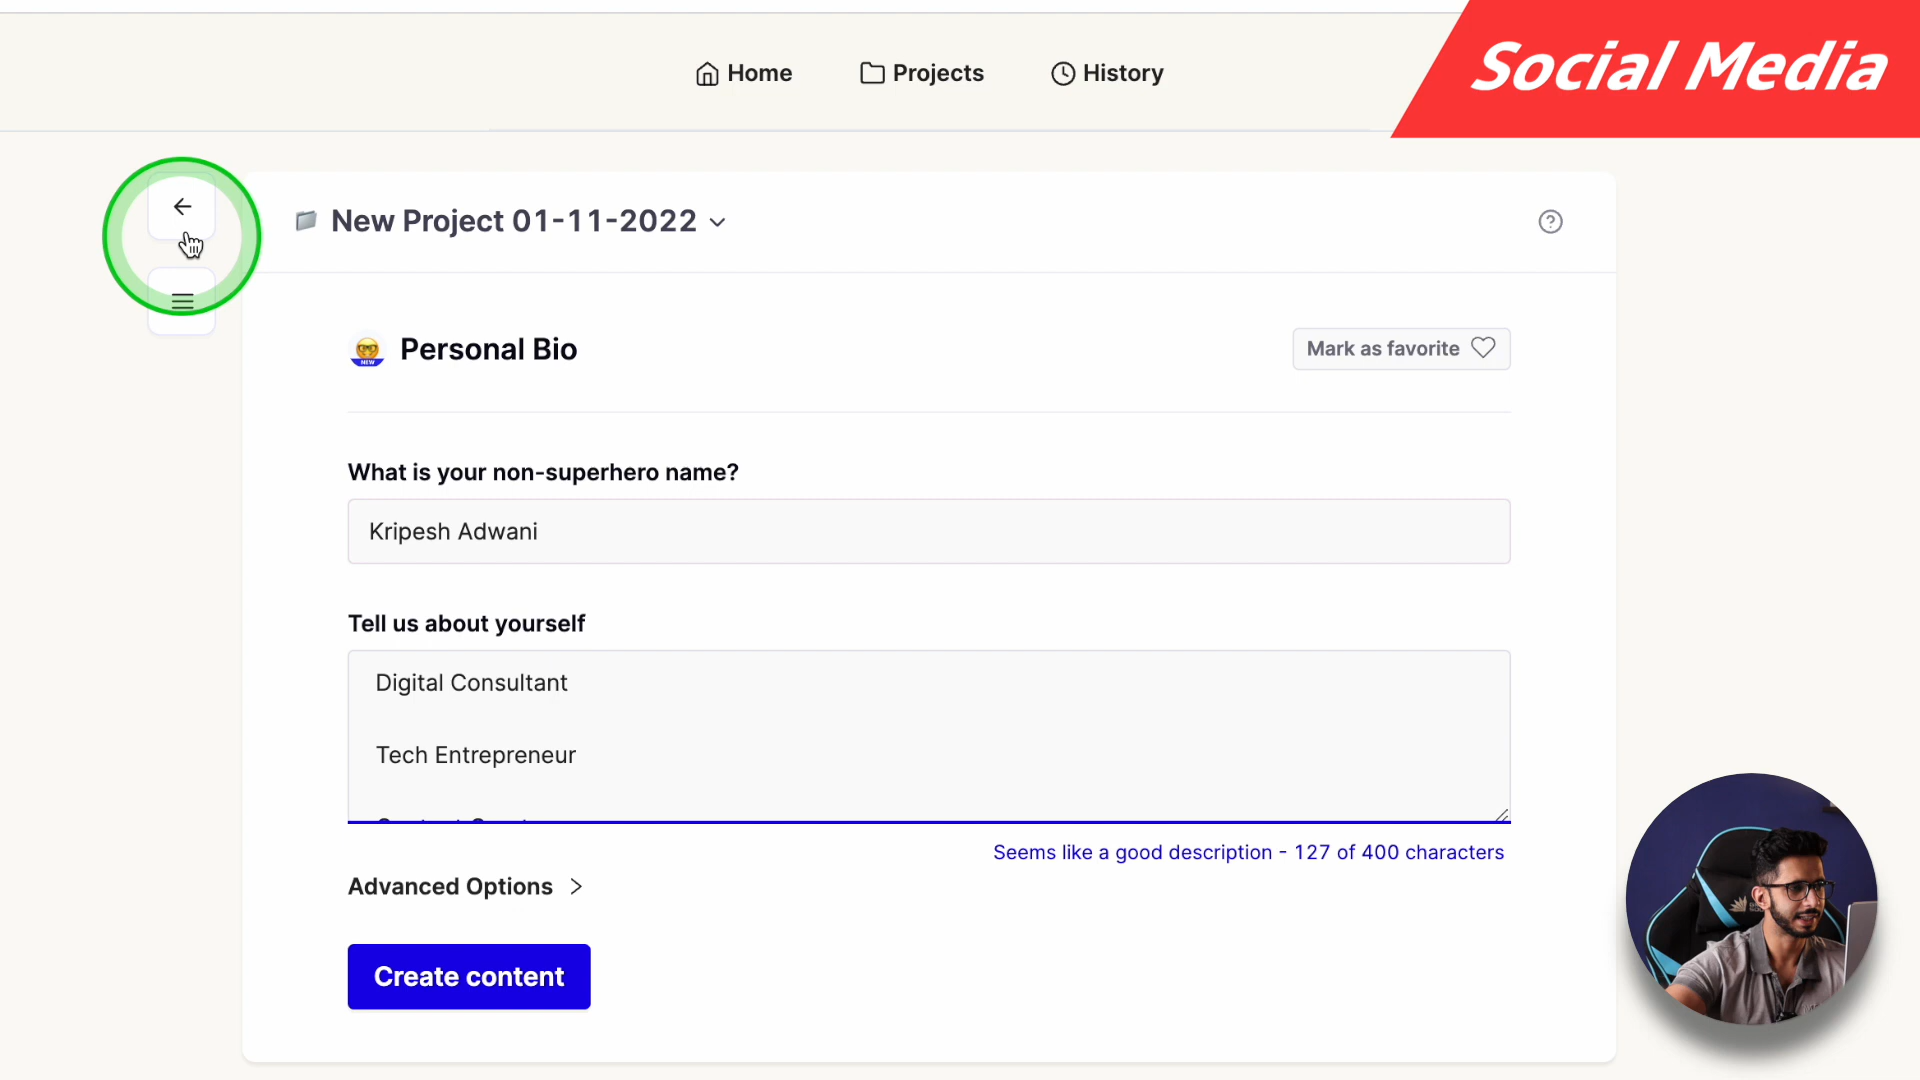 Home
Projects
History
Social Media
New Project 01-11-2022
NEW
Personal Bio
Mark as favorite
What is your non-superhero name?
Kripesh Adwani
Tell us about yourself
Digital Consultant
Tech Entrepreneur
Seems like a good description - 127 of 400 characters
Advanced Options
Create content